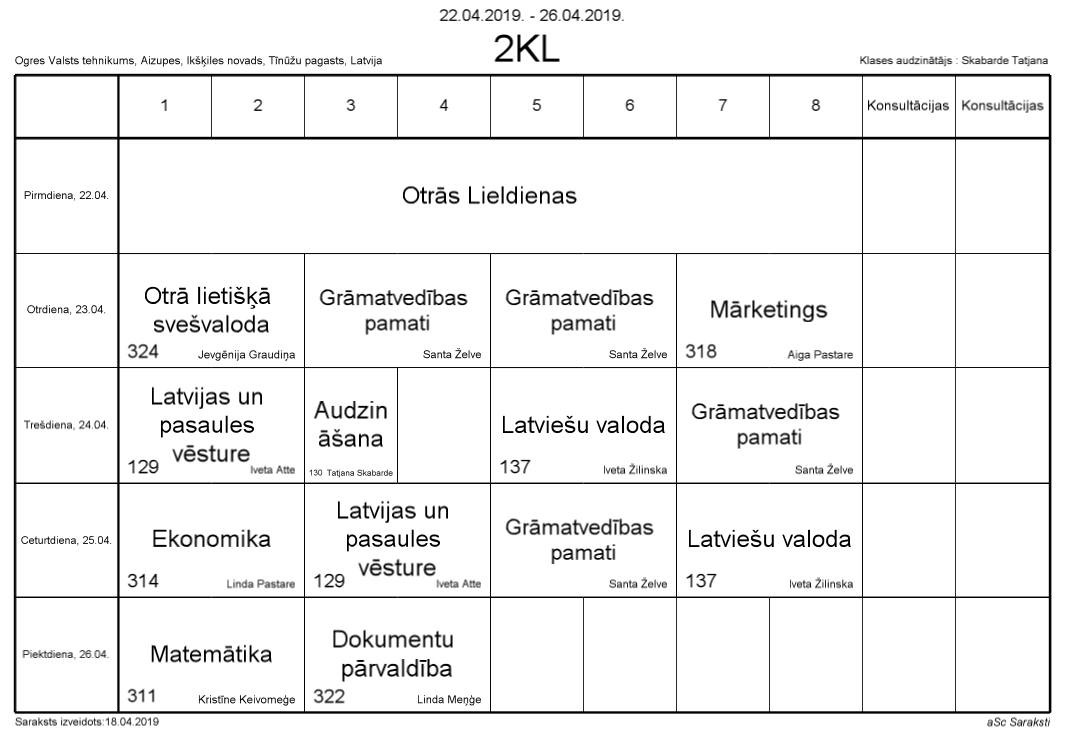 22.04.2019. - 26.04.2019.
2KL
Ogres Valsts tehnikums, Aizupes, Ikšķiles novads, Tīnūžu pagasts, Latvija
Klases audzinātājs : Skabarde Tatjana
1 2 3 4 5 6 7 8 Konsultācijas Konsultācijas
Pirmdiena, 22.04.
Otrās Lieldienas
Otrdiena, 23.04.
Otrā lietišķā
svešvaloda
324 Jevgēnija Graudiņa
Grāmatvedības
pamati
Santa Želve
Grāmatvedības
pamati
Santa Želve
Mārketings
318 Aiga Pastare
Trešdiena, 24.04.
Latvijas un
pasaules
vēsture
129 Iveta Atte
Audzin
āšana
130 Tatjana Skabarde
Latviešu valoda
137 Iveta Žilinska
Grāmatvedības
pamati
Santa Želve
Ceturtdiena, 25.04.
Ekonomika
314 Linda Pastare
Latvijas un
pasaules
vēsture
129 Iveta Atte
Grāmatvedības
pamati
Santa Želve
Latviešu valoda
137 Iveta Žilinska
Piektdiena, 26.04.
Matemātika
311 Kristīne Keivomeģe
Dokumentu
pārvaldība
322 Linda Meņģe
Saraksts izveidots:18.04.2019
aSc Saraksti